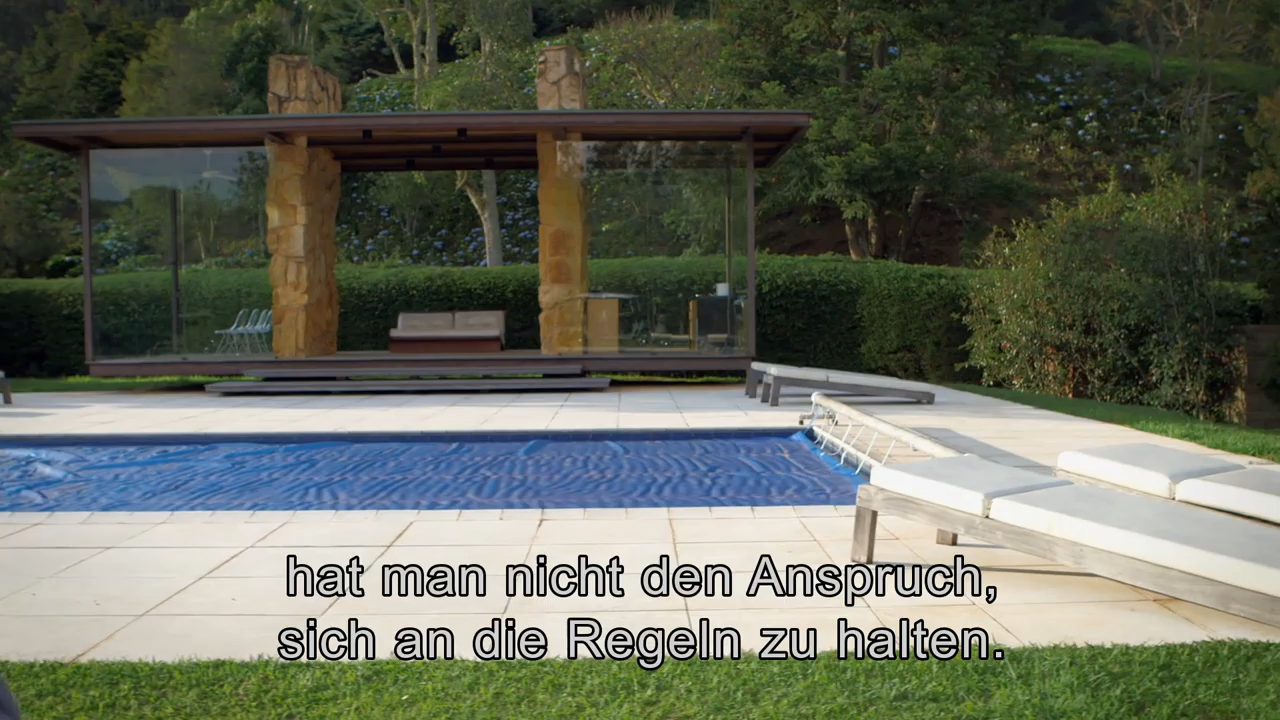 hat man nicht den Anspruch,
sich an die Regeln zu halten.